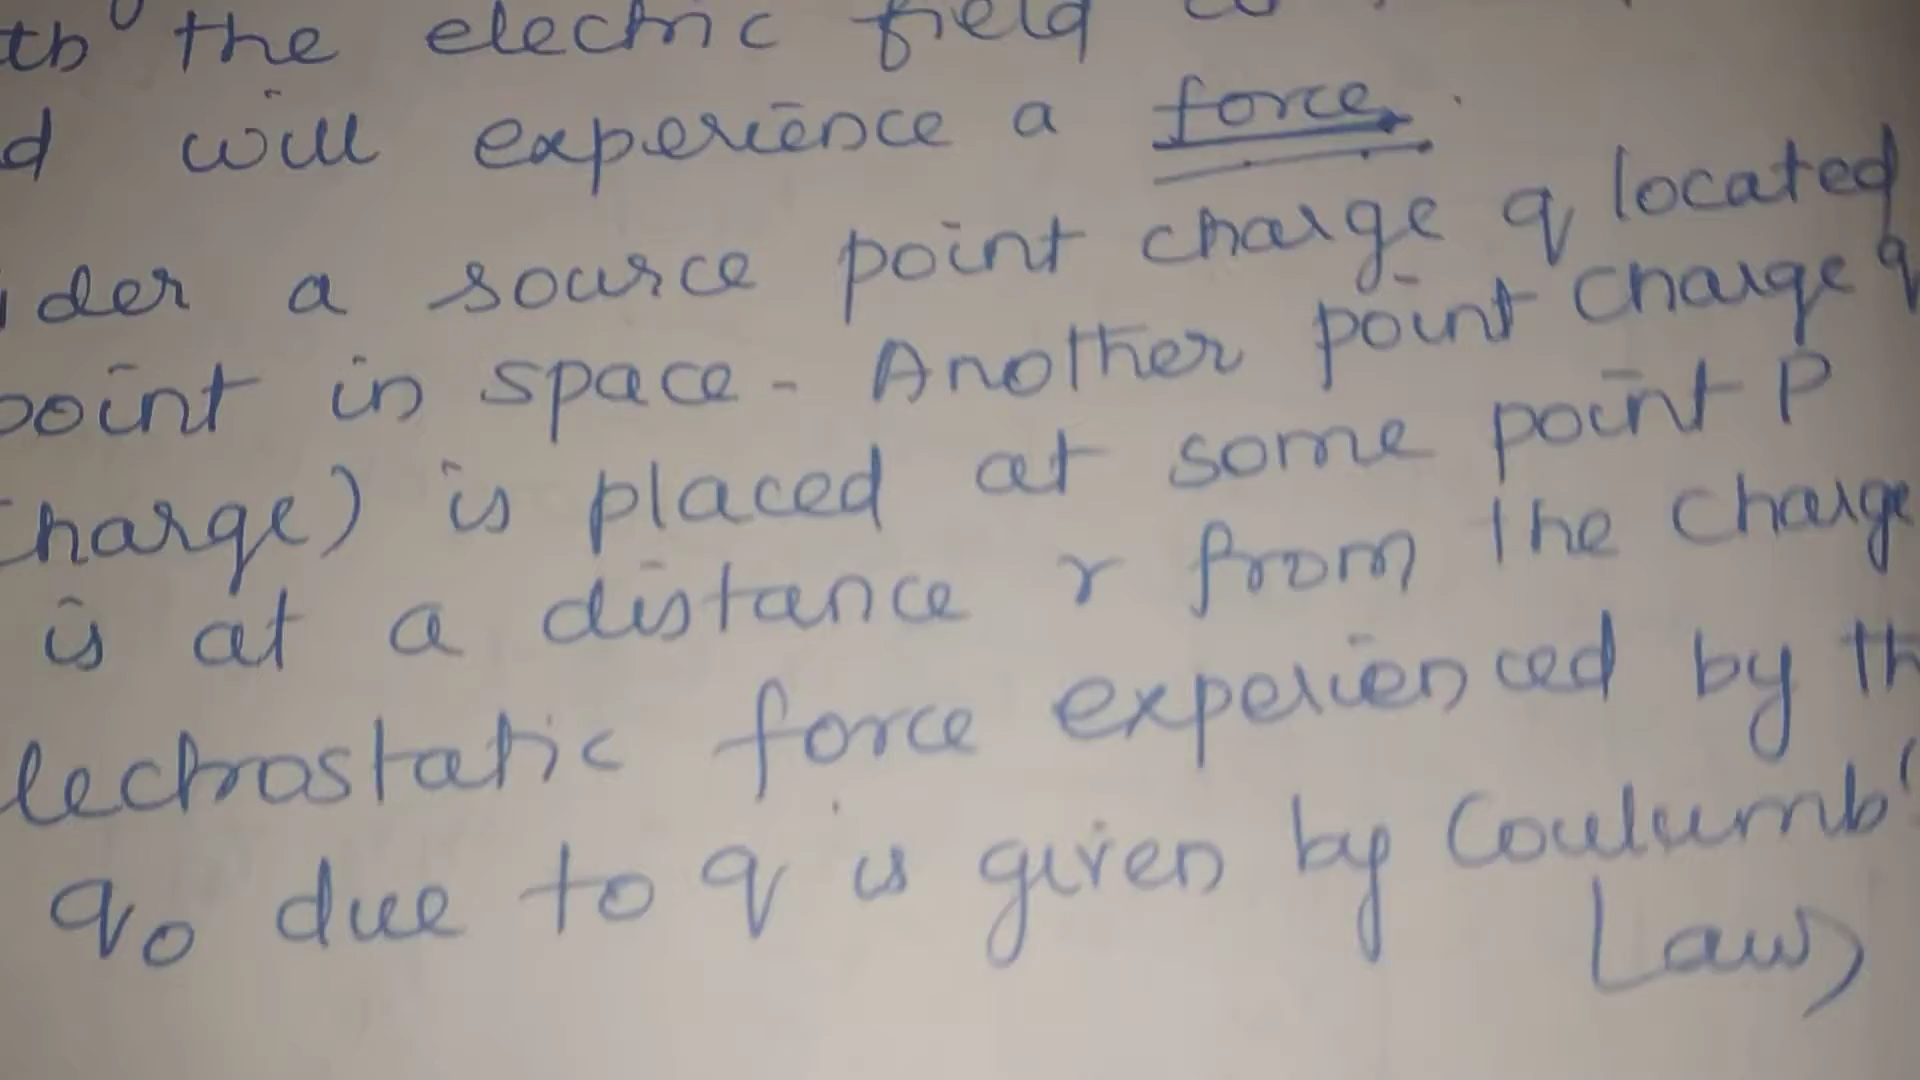 the electric field
d will experience a force.
ider a source point charge q located
point in space. Another point charge q
charge) is placed at some point P
is at a distance r from the charge
lectrostatic force experienced by th
q0 due to q is given by Coulumb'
Law,